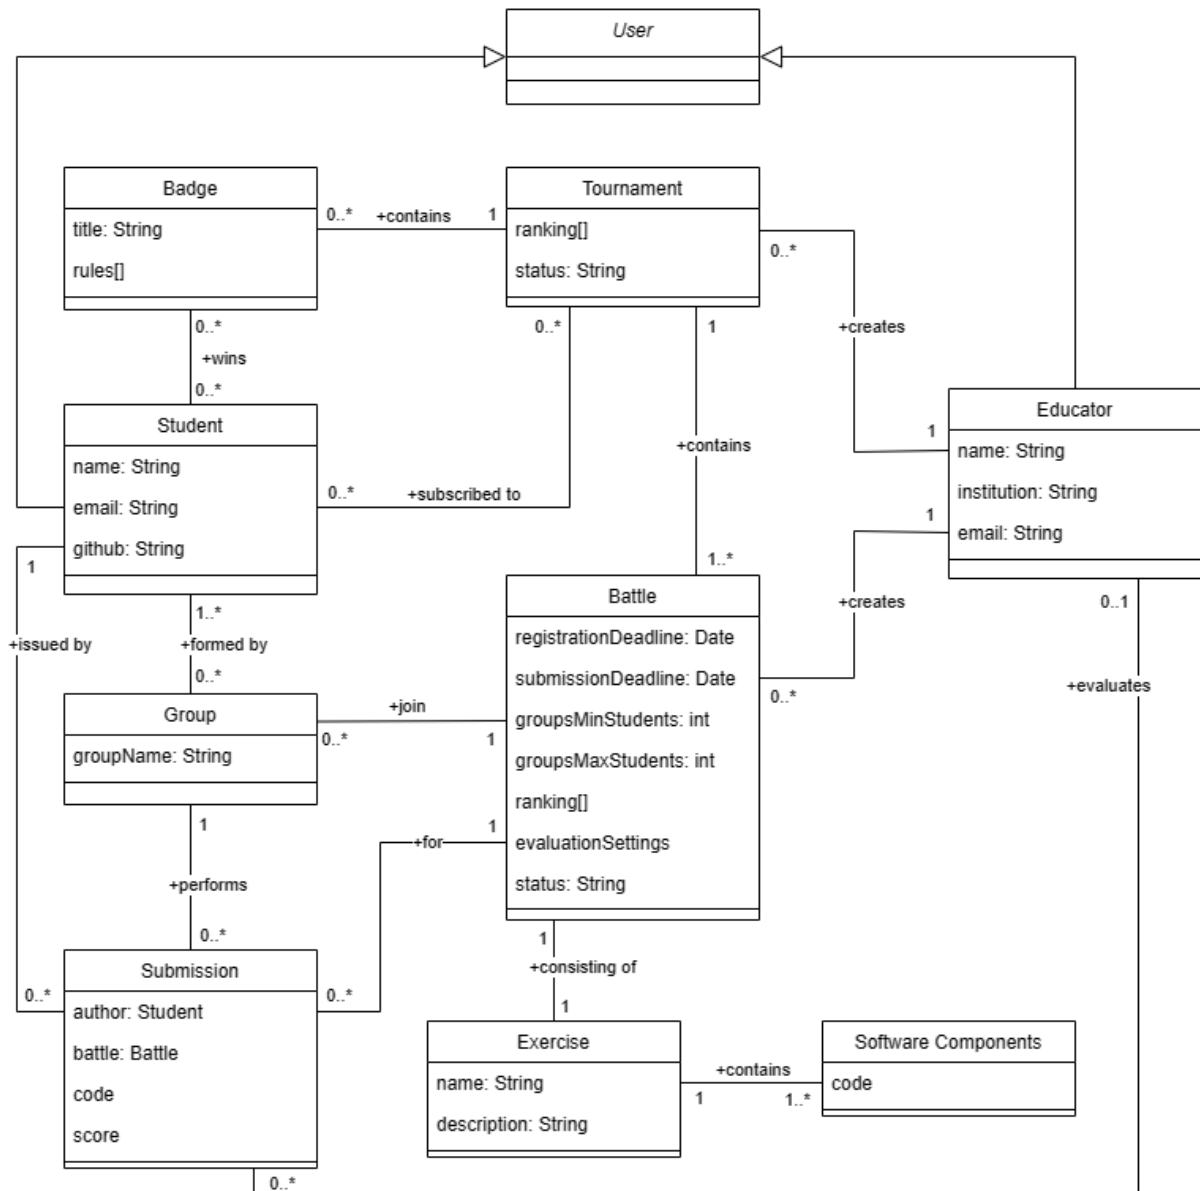 User
Badge
title: String
rules[]
0..*
+contains
1
Tournament
ranking[]
status: String
0..*
+creates
1
0..*
+wins
0..*
0..*
1
Student
name: String
email: String
github: String
0..*
+subscribed to
+contains
1..*
Educator
name: String
institution: String
email: String
1
1
+issued by
1..*
+formed by
0..*
Battle
registrationDeadline: Date
submissionDeadline: Date
groupsMinStudents: int
groupsMaxStudents: int
ranking[]
evaluationSettings
status: String
+creates
0..*
0..1
+evaluates
Group
groupName: String
+join
0..*
1
1
+for
1
+performs
0..*
0..*
0..*
Submission
author: Student
battle: Battle
code
score
0..*
1
+consisting of
1
Exercise
name: String
description: String
+contains
1
1..*
Software Components
code